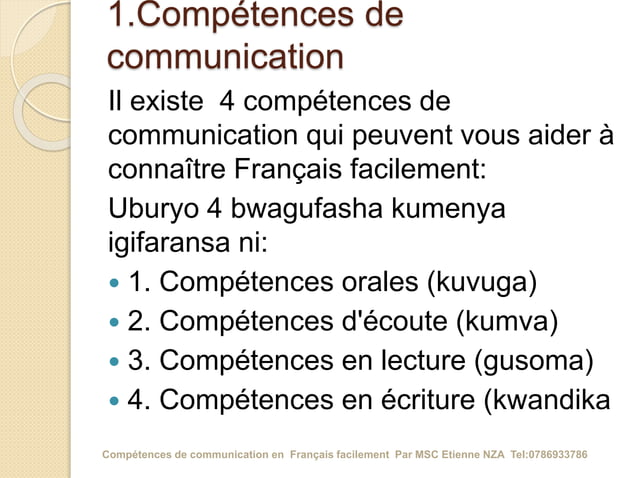 1.Compétences de
communication
Il existe  4 compétences de
communication qui peuvent vous aider à
connaître Français facilement:
Uburyo 4 bwagufasha kumenya
igifaransa ni:
• 1. Compétences orales (kuvuga)
• 2. Compétences d'écoute (kumva)
• 3. Compétences en lecture (gusoma)
• 4. Compétences en écriture (kwandika
Compétences de communication en  Français facilement  Par MSC Etienne NZA  Tel:0786933786